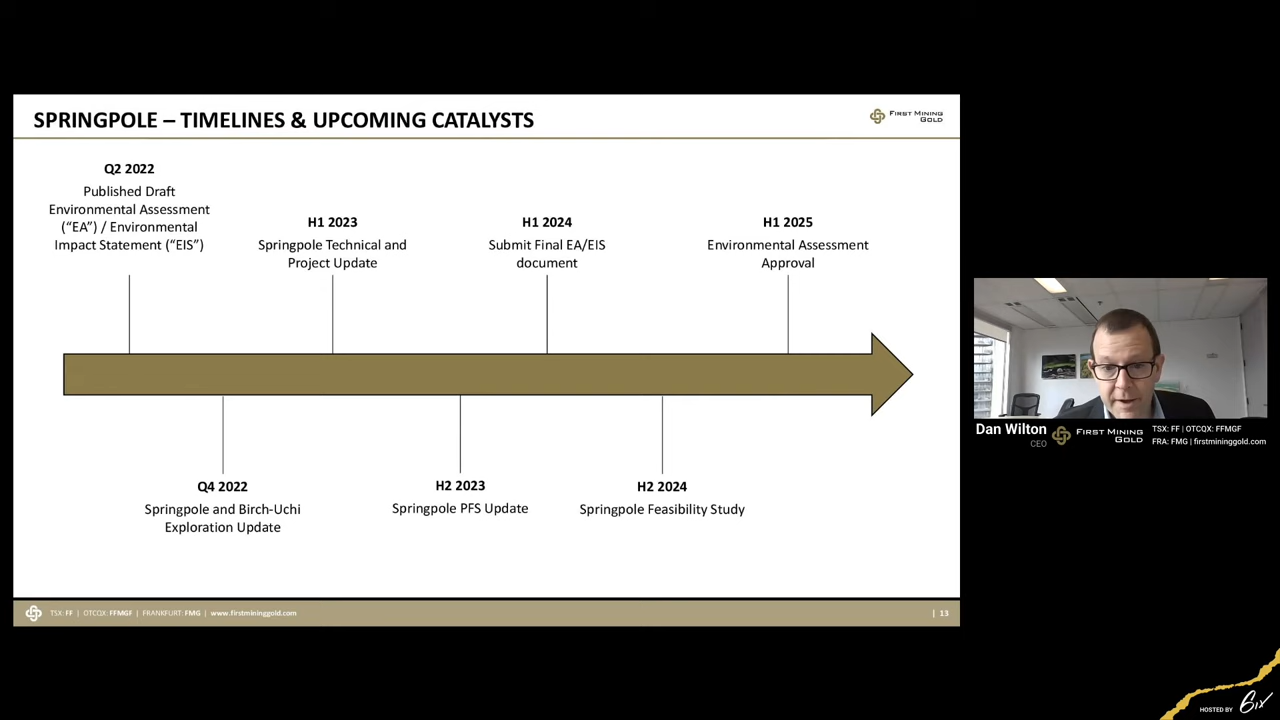 SPRINGPOLE – TIMELINES & UPCOMING CATALYSTS
FIRST MINING
GOLD
Q2 2022
Published Draft
Environmental Assessment
(“EA”) / Environmental
Impact Statement (“EIS”)
H1 2023
Springpole Technical and
Project Update
H1 2024
Submit Final EA/EIS
document
H1 2025
Environmental Assessment
Approval
Q4 2022
Springpole and Birch-Uchi
Exploration Update
H2 2023
Springpole PFS Update
H2 2024
Springpole Feasibility Study
TSX: FF | OTCQX: FFMGF | FRANKFURT: FMG | www.firstmininggold.com
| 13
Dan Wilton
CEO
FIRST MINING
GOLD
TSX: FF | OTCQX: FFMGF
FRA: FMG | firstmininggold.com
HOSTED BY 6ix